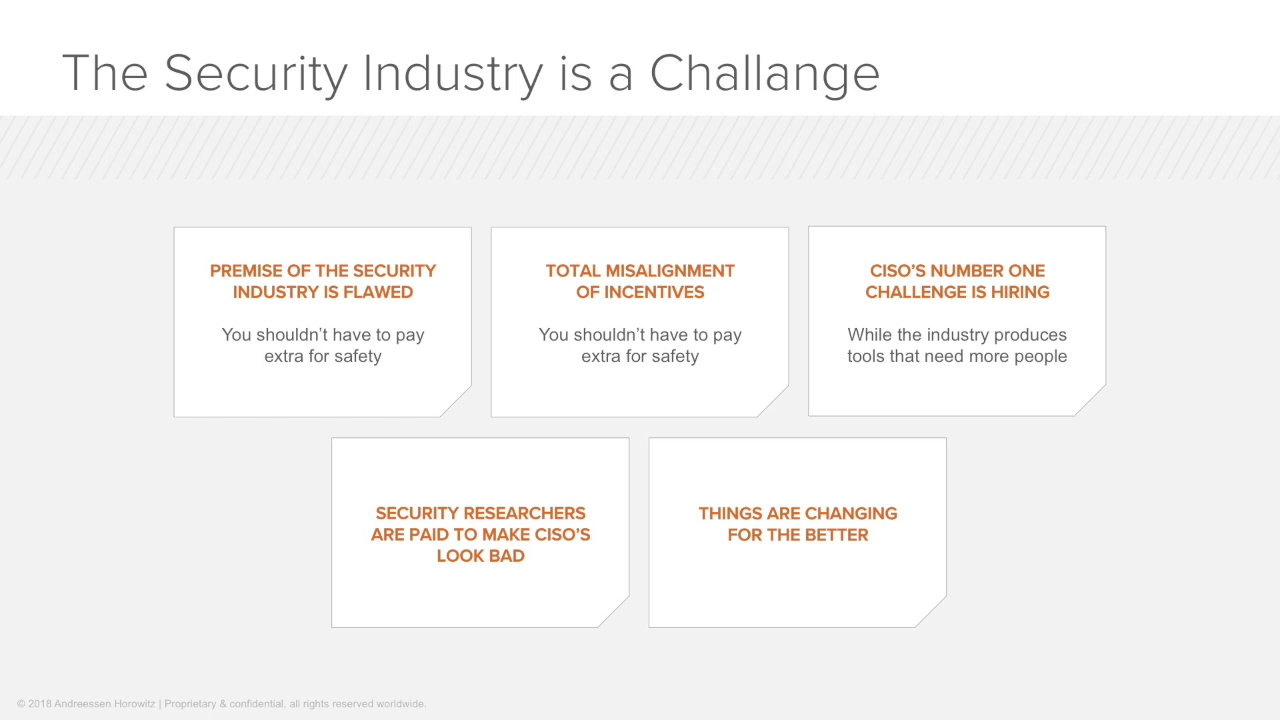 The Security Industry is a Challange
PREMISE OF THE SECURITY
INDUSTRY IS FLAWED
You shouldn’t have to pay
extra for safety
TOTAL MISALIGNMENT
OF INCENTIVES
You shouldn’t have to pay
extra for safety
CISO’S NUMBER ONE
CHALLENGE IS HIRING
While the industry produces
tools that need more people
SECURITY RESEARCHERS
ARE PAID TO MAKE CISO’S
LOOK BAD
THINGS ARE CHANGING
FOR THE BETTER
© 2018 Andreessen Horowitz | Proprietary & confidential, all rights reserved worldwide.